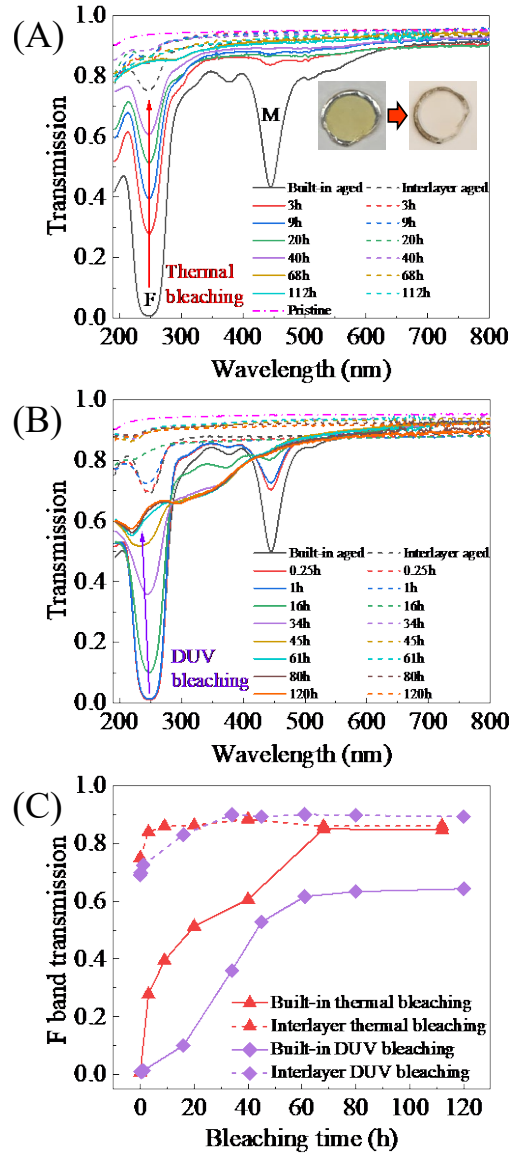 (A)
1.0
0.8
0.6
0.4
0.2
0.0
Transmission
M
F
Thermal
bleaching
Built-in aged
3h
9h
20h
40h
68h
112h
Pristine
Interlayer aged
3h
9h
20h
40h
68h
112h
200 300 400 500 600 700 800
Wavelength (nm)
(B)
1.0
0.8
0.6
0.4
0.2
0.0
Transmission
DUV
bleaching
Built-in aged
0.25h
1h
16h
34h
45h
61h
80h
120h
Interlayer aged
0.25h
1h
16h
34h
45h
61h
80h
120h
Pristine
200 300 400 500 600 700 800
Wavelength (nm)
(C)
1.0
0.8
0.6
0.4
0.2
0.0
F band transmission
Built-in thermal bleaching
Interlayer thermal bleaching
Built-in DUV bleaching
Interlayer DUV bleaching
0 20 40 60 80 100 120
Bleaching time (h)